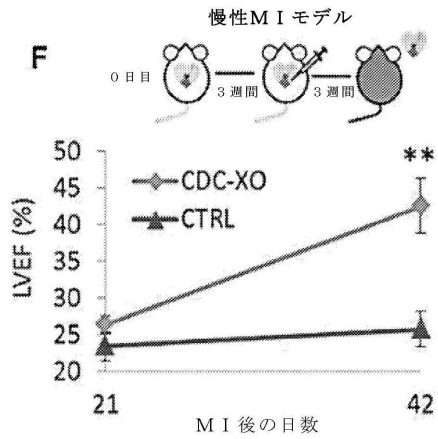 慢性ＭＩモデル
F
０日目
３週間
３週間
50
45
40
35
30
25
20
LVEF (%)
CDC-XO
CTRL
**
21
42
ＭＩ後の日数